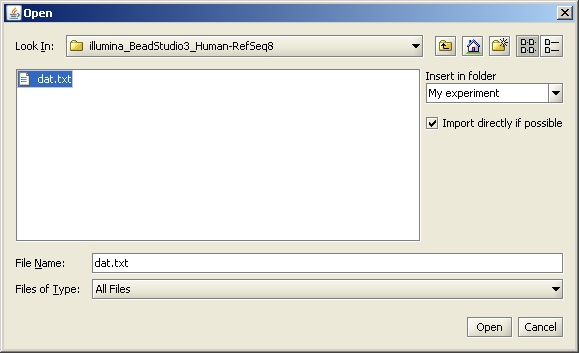 Open
Look In: illumina_BeadStudio3_Human-RefSeq8
dat.txt
Insert in folder
My experiment
Import directly if possible
File Name: dat.txt
Files of Type: All Files
Open Cancel